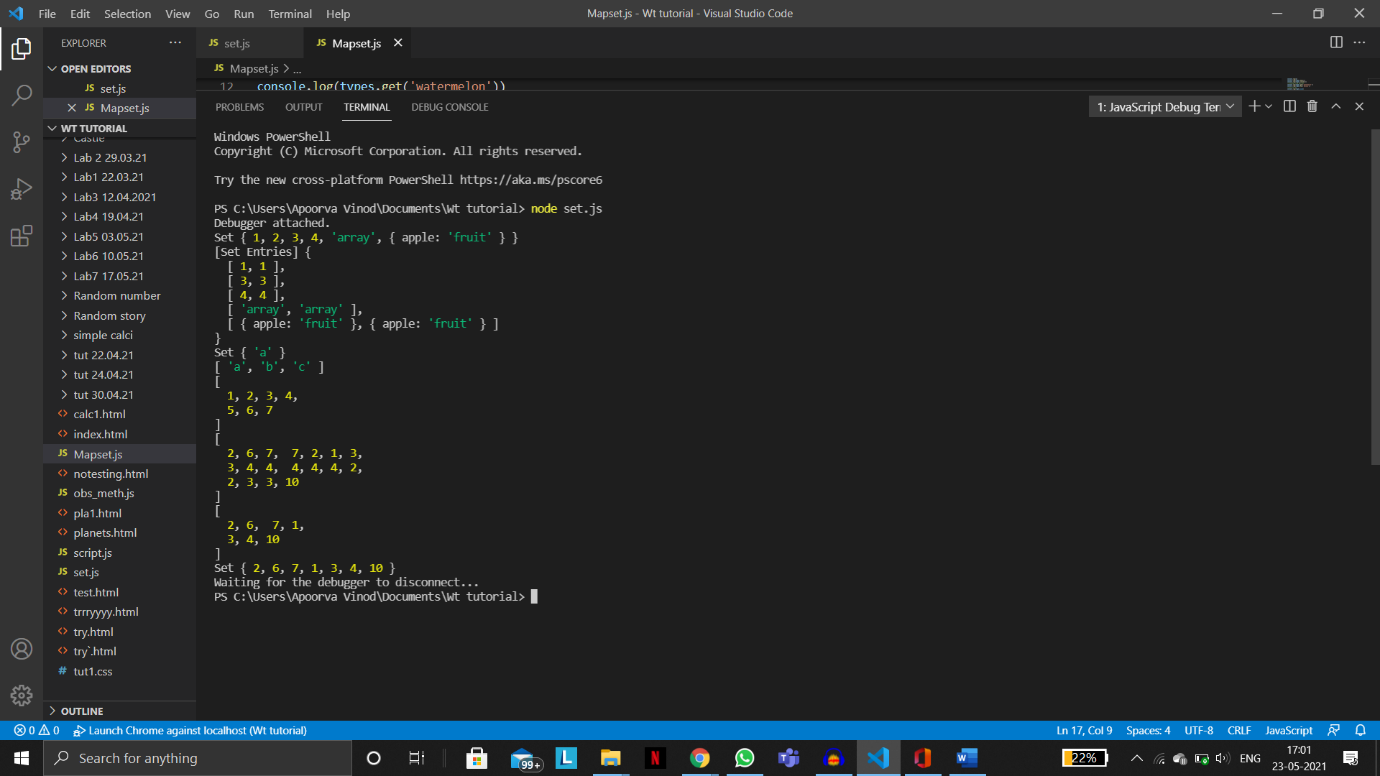 File Edit Selection View Go Run Terminal Help
Mapset.js - Wt tutorial - Visual Studio Code
EXPLORER
OPEN EDITORS
JS set.js
JS Mapset.js
WT TUTORIAL
Castle
Lab 2 29.03.21
Lab1 22.03.21
Lab3 12.04.2021
Lab4 19.04.21
Lab5 03.05.21
Lab6 10.05.21
Lab7 17.05.21
Random number
Random story
simple calci
tut 22.04.21
tut 24.04.21
tut 30.04.21
calc1.html
index.html
JS Mapset.js
notesting.html
JS obs_meth.js
pla1.html
planets.html
JS script.js
JS set.js
test.html
trrryyyy.html
try.html
try`.html
# tut1.css
OUTLINE
JS set.js
JS Mapset.js
JS Mapset.js > ...
12 console.log(types.get('watermelon'))
PROBLEMS OUTPUT TERMINAL DEBUG CONSOLE
1: JavaScript Debug Ter
Windows PowerShell
Copyright (C) Microsoft Corporation. All rights reserved.
Try the new cross-platform PowerShell https://aka.ms/pscore6
PS C:\Users\Apoorva Vinod\Documents\Wt tutorial> node set.js
Debugger attached.
Set { 1, 2, 3, 4, 'array', { apple: 'fruit' } }
[Set Entries] {
[ 1, 1 ],
[ 3, 3 ],
[ 4, 4 ],
[ 'array', 'array' ],
[ { apple: 'fruit' }, { apple: 'fruit' } ]
}
Set { 'a' }
[ 'a', 'b', 'c' ]
[
1, 2, 3, 4,
5, 6, 7
]
[
2, 6, 7, 7, 2, 1, 3,
3, 4, 4, 4, 4, 4, 2,
2, 3, 3, 10
]
[
2, 6, 7, 1,
3, 4, 10
]
Set { 2, 6, 7, 1, 3, 4, 10 }
Waiting for the debugger to disconnect...
PS C:\Users\Apoorva Vinod\Documents\Wt tutorial>
0 0 Launch Chrome against localhost (Wt tutorial)
Ln 17, Col 9 Spaces: 4 UTF-8 CRLF JavaScript
Search for anything
99+
L
N
W
22%
ENG
17:01
23-05-2021